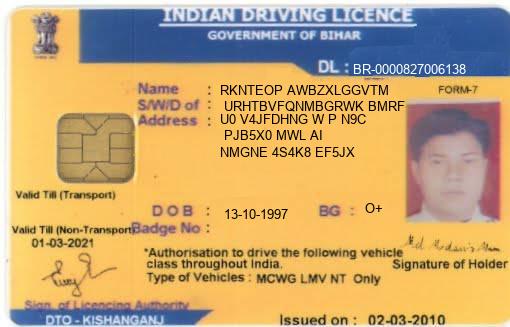 INDIAN DRIVING LICENCE
GOVERNMENT OF BIHAR
DL : BR-0000827006138
Name : RKNTEOP AWBZXLGGVTM
FORM-7
S/W/D of : URHTBVFQNMBGRWK BMRF
Address : U0 V4JFDHNG W P N9C
PJB5X0 MWL AI
NMGNE 4S4K8 EF5JX
Valid Till (Transport)
DOB : 13-10-1997 BG : O+
Valid Till (Non-Transport)
Badge No :
01-03-2021
*Authorisation to drive the following vehicle
class throughout India.
Signature of Holder
Type of Vehicles : MCWG LMV NT Only
Sign. of Licencing Authority
DTO - KISHANGANJ
Issued on : 02-03-2010